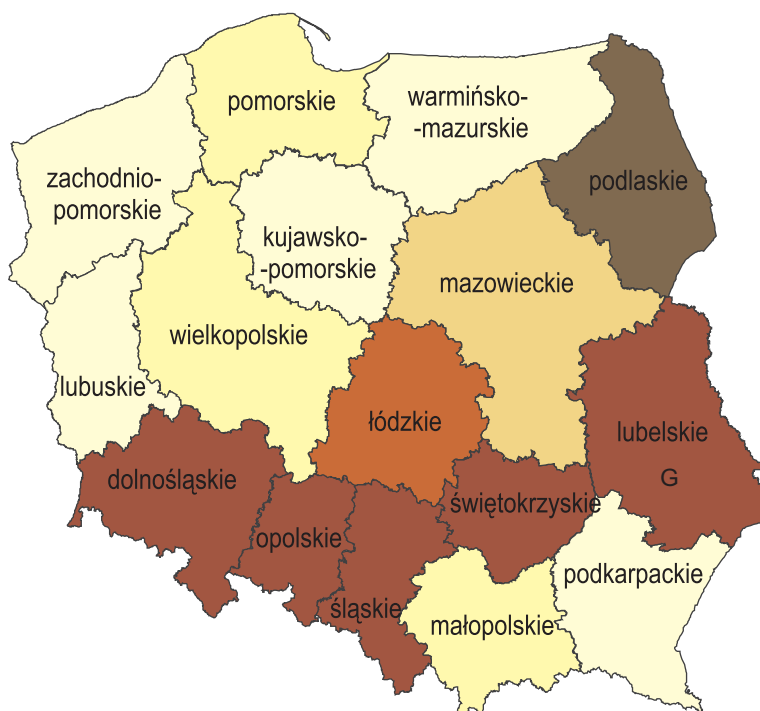 pomorskie
warmińsko-
-mazurskie
zachodnio-
pomorskie
podlaskie
kujawsko-
-pomorskie
mazowieckie
wielkopolskie
lubuskie
łódzkie
lubelskie
G
dolnośląskie
świętokrzyskie
opolskie
podkarpackie
śląskie
małopolskie